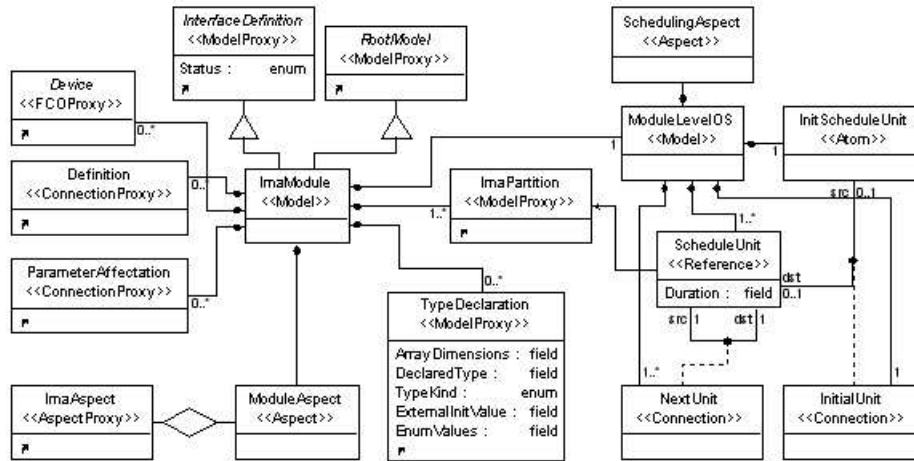 InterfaceDefinition
<<ModelProxy>>
Status : enum
RootModel
<<ModelProxy>>
SchedulingAspect
<<Aspect>>
Device
<<FCOProxy>>
0..*
ModuleLevelOS
<<Model>>
1
InitScheduleUnit
<<Atom>>
1
Definition
<<ConnectionProxy>>
0..*
ImaModule
<<Model>>
ImaPartition
<<ModelProxy>>
1..*
src 0..1
1..*
ScheduleUnit
<<Reference>>
Duration : field
dst
0..1
src 1
dst 1
ParameterAffectation
<<ConnectionProxy>>
0..*
0..*
TypeDeclaration
<<ModelProxy>>
ArrayDimensions : field
DeclaredType : field
TypeKind : enum
ExternalInitValue : field
EnumValues : field
ImaAspect
<<AspectProxy>>
ModuleAspect
<<Aspect>>
1..*
NextUnit
<<Connection>>
1
InitialUnit
<<Connection>>